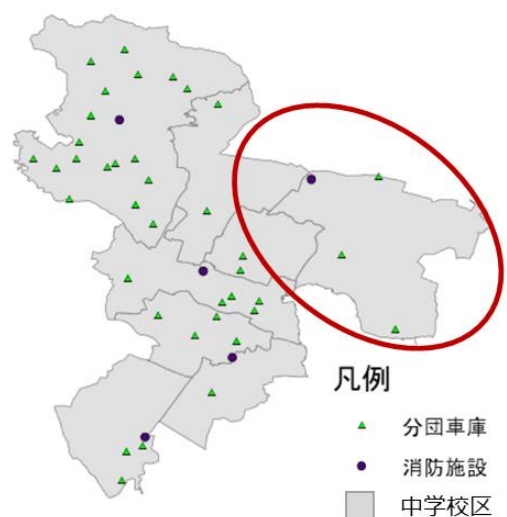 凡例
分団車庫
消防施設
中学校区